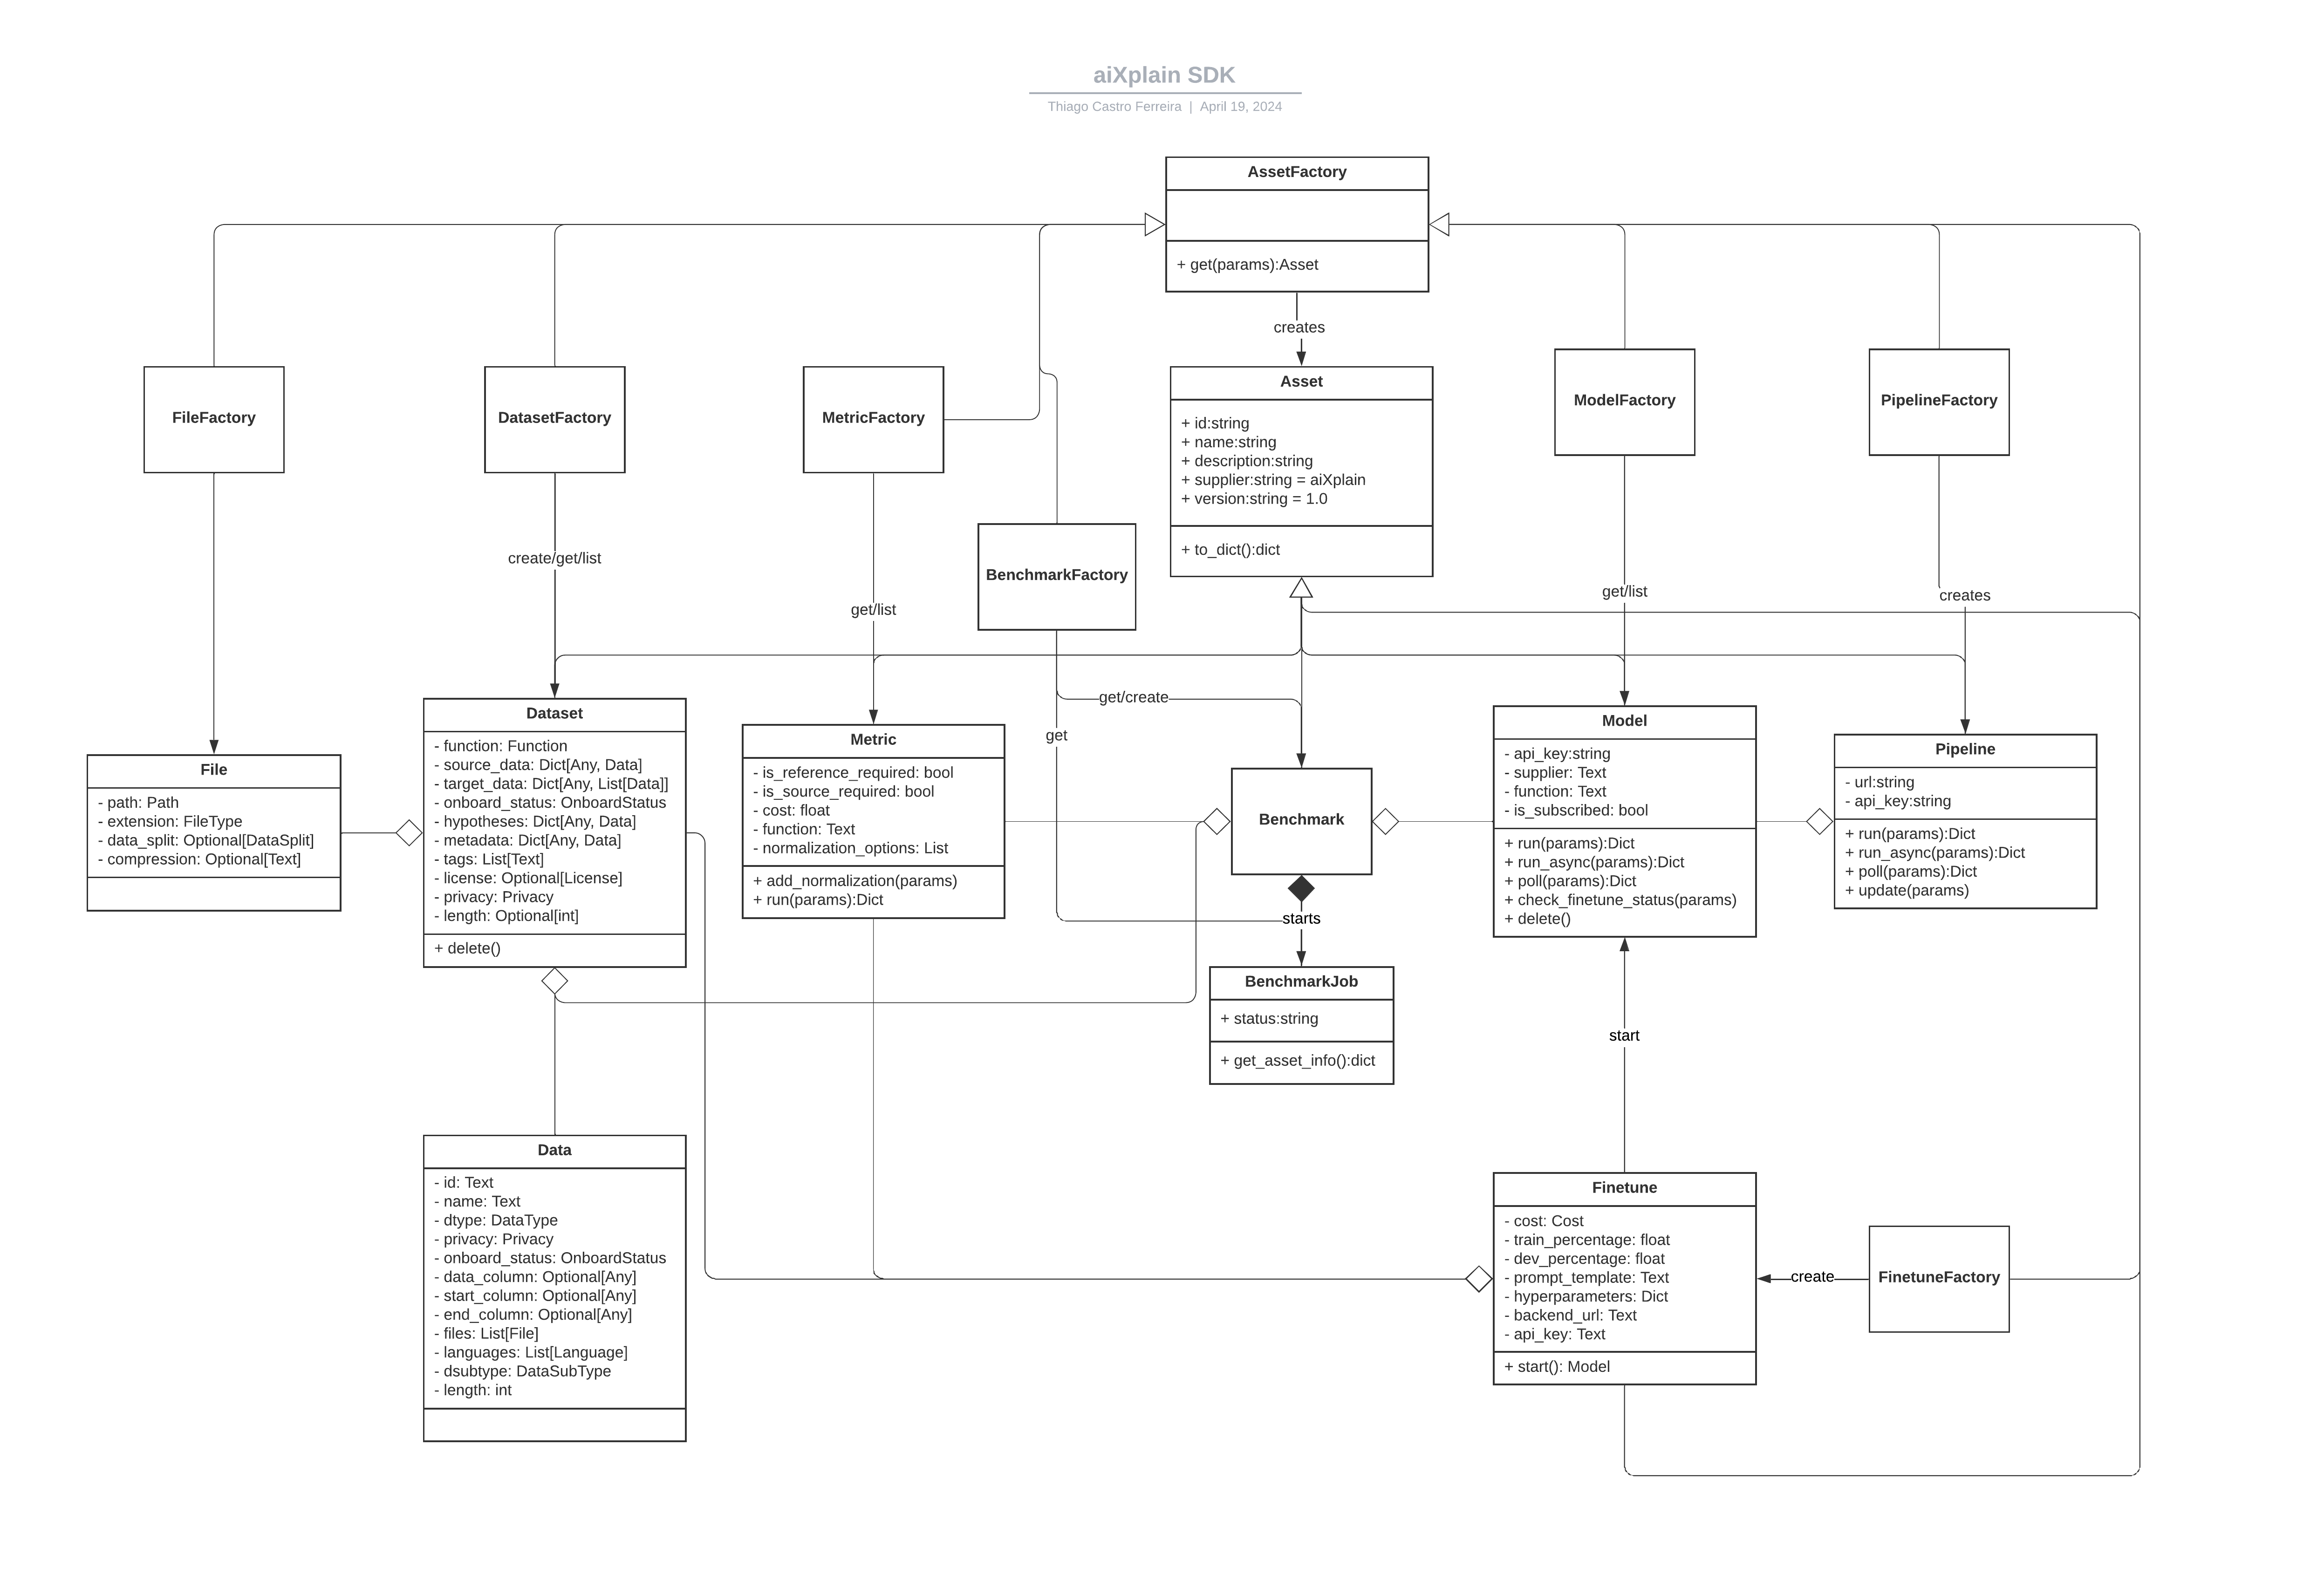 aiXplain SDK
Thiago Castro Ferreira | April 19, 2024
AssetFactory
+ get(params):Asset
creates
FileFactory
DatasetFactory
MetricFactory
BenchmarkFactory
Asset
+ id:string
+ name:string
+ description:string
+ supplier:string = aiXplain
+ version:string = 1.0
+ to_dict():dict
ModelFactory
PipelineFactory
create/get/list
get/list
get/list
creates
get/create
get
File
- path: Path
- extension: FileType
- data_split: Optional[DataSplit]
- compression: Optional[Text]
Dataset
- function: Function
- source_data: Dict[Any, Data]
- target_data: Dict[Any, List[Data]]
- onboard_status: OnboardStatus
- hypotheses: Dict[Any, Data]
- metadata: Dict[Any, Data]
- tags: List[Text]
- license: Optional[License]
- privacy: Privacy
- length: Optional[int]
+ delete()
Metric
- is_reference_required: bool
- is_source_required: bool
- cost: float
- function: Text
- normalization_options: List
+ add_normalization(params)
+ run(params):Dict
Benchmark
starts
BenchmarkJob
+ status:string
+ get_asset_info():dict
Model
- api_key:string
- supplier: Text
- function: Text
- is_subscribed: bool
+ run(params):Dict
+ run_async(params):Dict
+ poll(params):Dict
+ check_finetune_status(params)
+ delete()
Pipeline
- url:string
- api_key:string
+ run(params):Dict
+ run_async(params):Dict
+ poll(params):Dict
+ update(params)
start
Data
- id: Text
- name: Text
- dtype: DataType
- privacy: Privacy
- onboard_status: OnboardStatus
- data_column: Optional[Any]
- start_column: Optional[Any]
- end_column: Optional[Any]
- files: List[File]
- languages: List[Language]
- dsubtype: DataSubType
- length: int
Finetune
- cost: Cost
- train_percentage: float
- dev_percentage: float
- prompt_template: Text
- hyperparameters: Dict
- backend_url: Text
- api_key: Text
+ start(): Model
create
FinetuneFactory